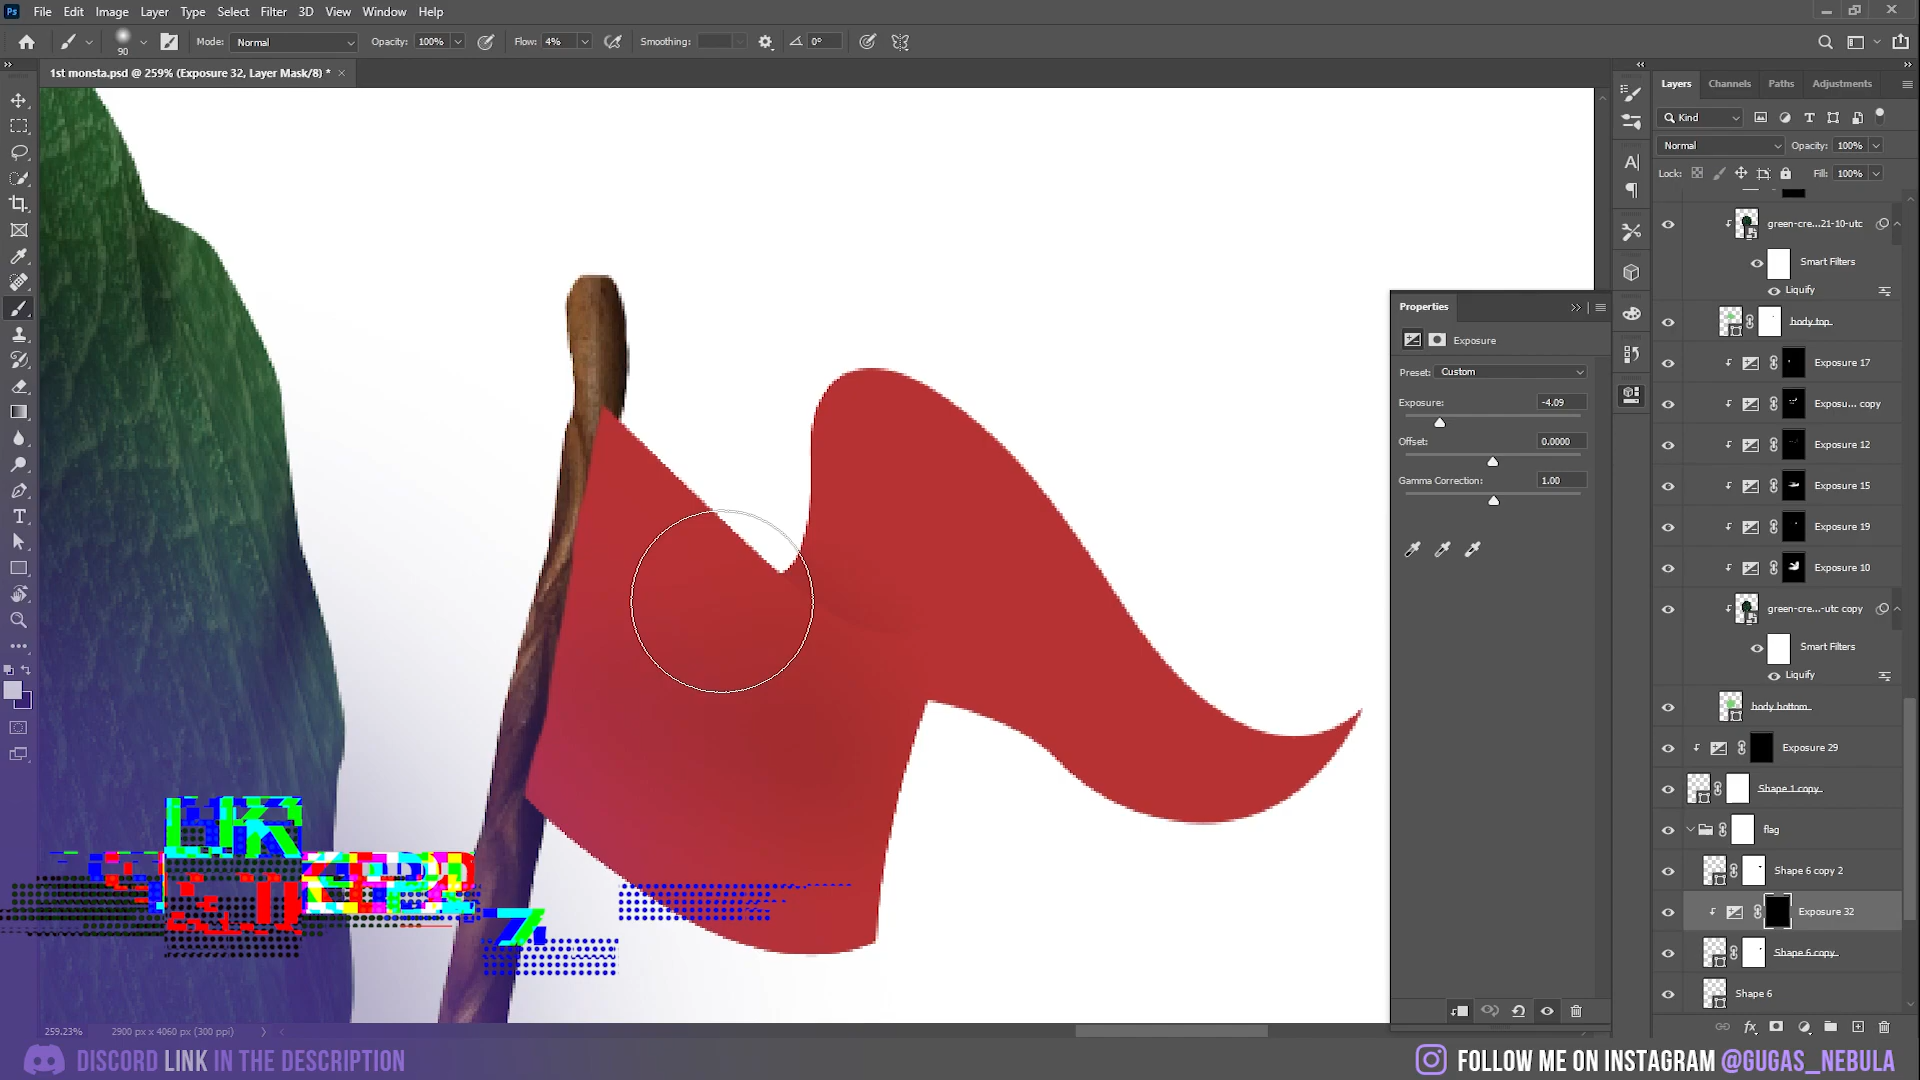 Ps File Edit Image Layer Type Select Filter 3D View Window Help
90 Mode: Normal Opacity: 100% Flow: 4% Smoothing: 0°
1st monsta.psd @ 259% (Exposure 32, Layer Mask/8) * ×
Layers Channels Paths Adjustments
Kind
Normal Opacity: 100%
Lock: Fill: 100%
green-cre...21-10-utc
Smart Filters
Liquify
body top
Exposure 17
Exposu... copy
Exposure 12
Exposure 15
Exposure 19
Exposure 10
green-cre...-utc copy
Smart Filters
Liquify
body bottom
Exposure 29
Shape 1 copy
flag
Shape 6 copy 2
Exposure 32
Shape 6 copy
Shape 6
Properties
Exposure
Preset: Custom
Exposure: -4.09
Offset: 0.0000
Gamma Correction: 1.00
259.23% 2900 px x 4060 px (300 ppi)
DISCORD LINK IN THE DESCRIPTION
FOLLOW ME ON INSTAGRAM @GUGAS_NEBULA